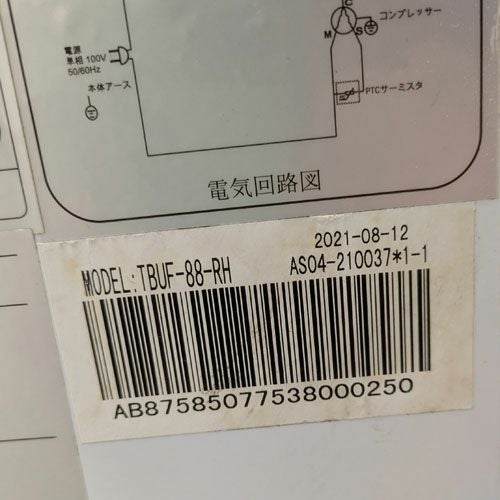 C
コンプレッサー
M
S
電源
単相 100V
50/60Hz
本体アース
PTCサーミスタ
電気回路図
2021-08-12
MODEL:TBUF-88-RH
AS04-210037*1-1
AB87585077538000250